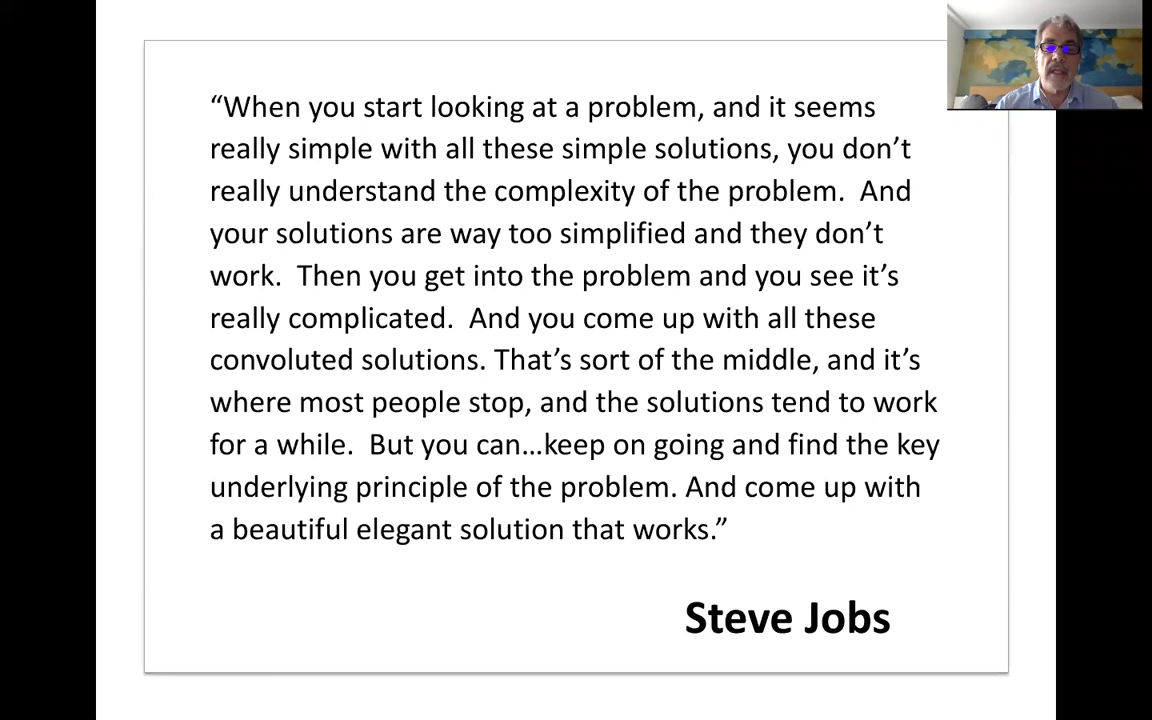 “When you start looking at a problem, and it seems
really simple with all these simple solutions, you don’t
really understand the complexity of the problem.  And
your solutions are way too simplified and they don’t
work.  Then you get into the problem and you see it’s
really complicated.  And you come up with all these
convoluted solutions. That’s sort of the middle, and it’s
where most people stop, and the solutions tend to work
for a while.  But you can…keep on going and find the key
underlying principle of the problem. And come up with
a beautiful elegant solution that works.”
Steve Jobs